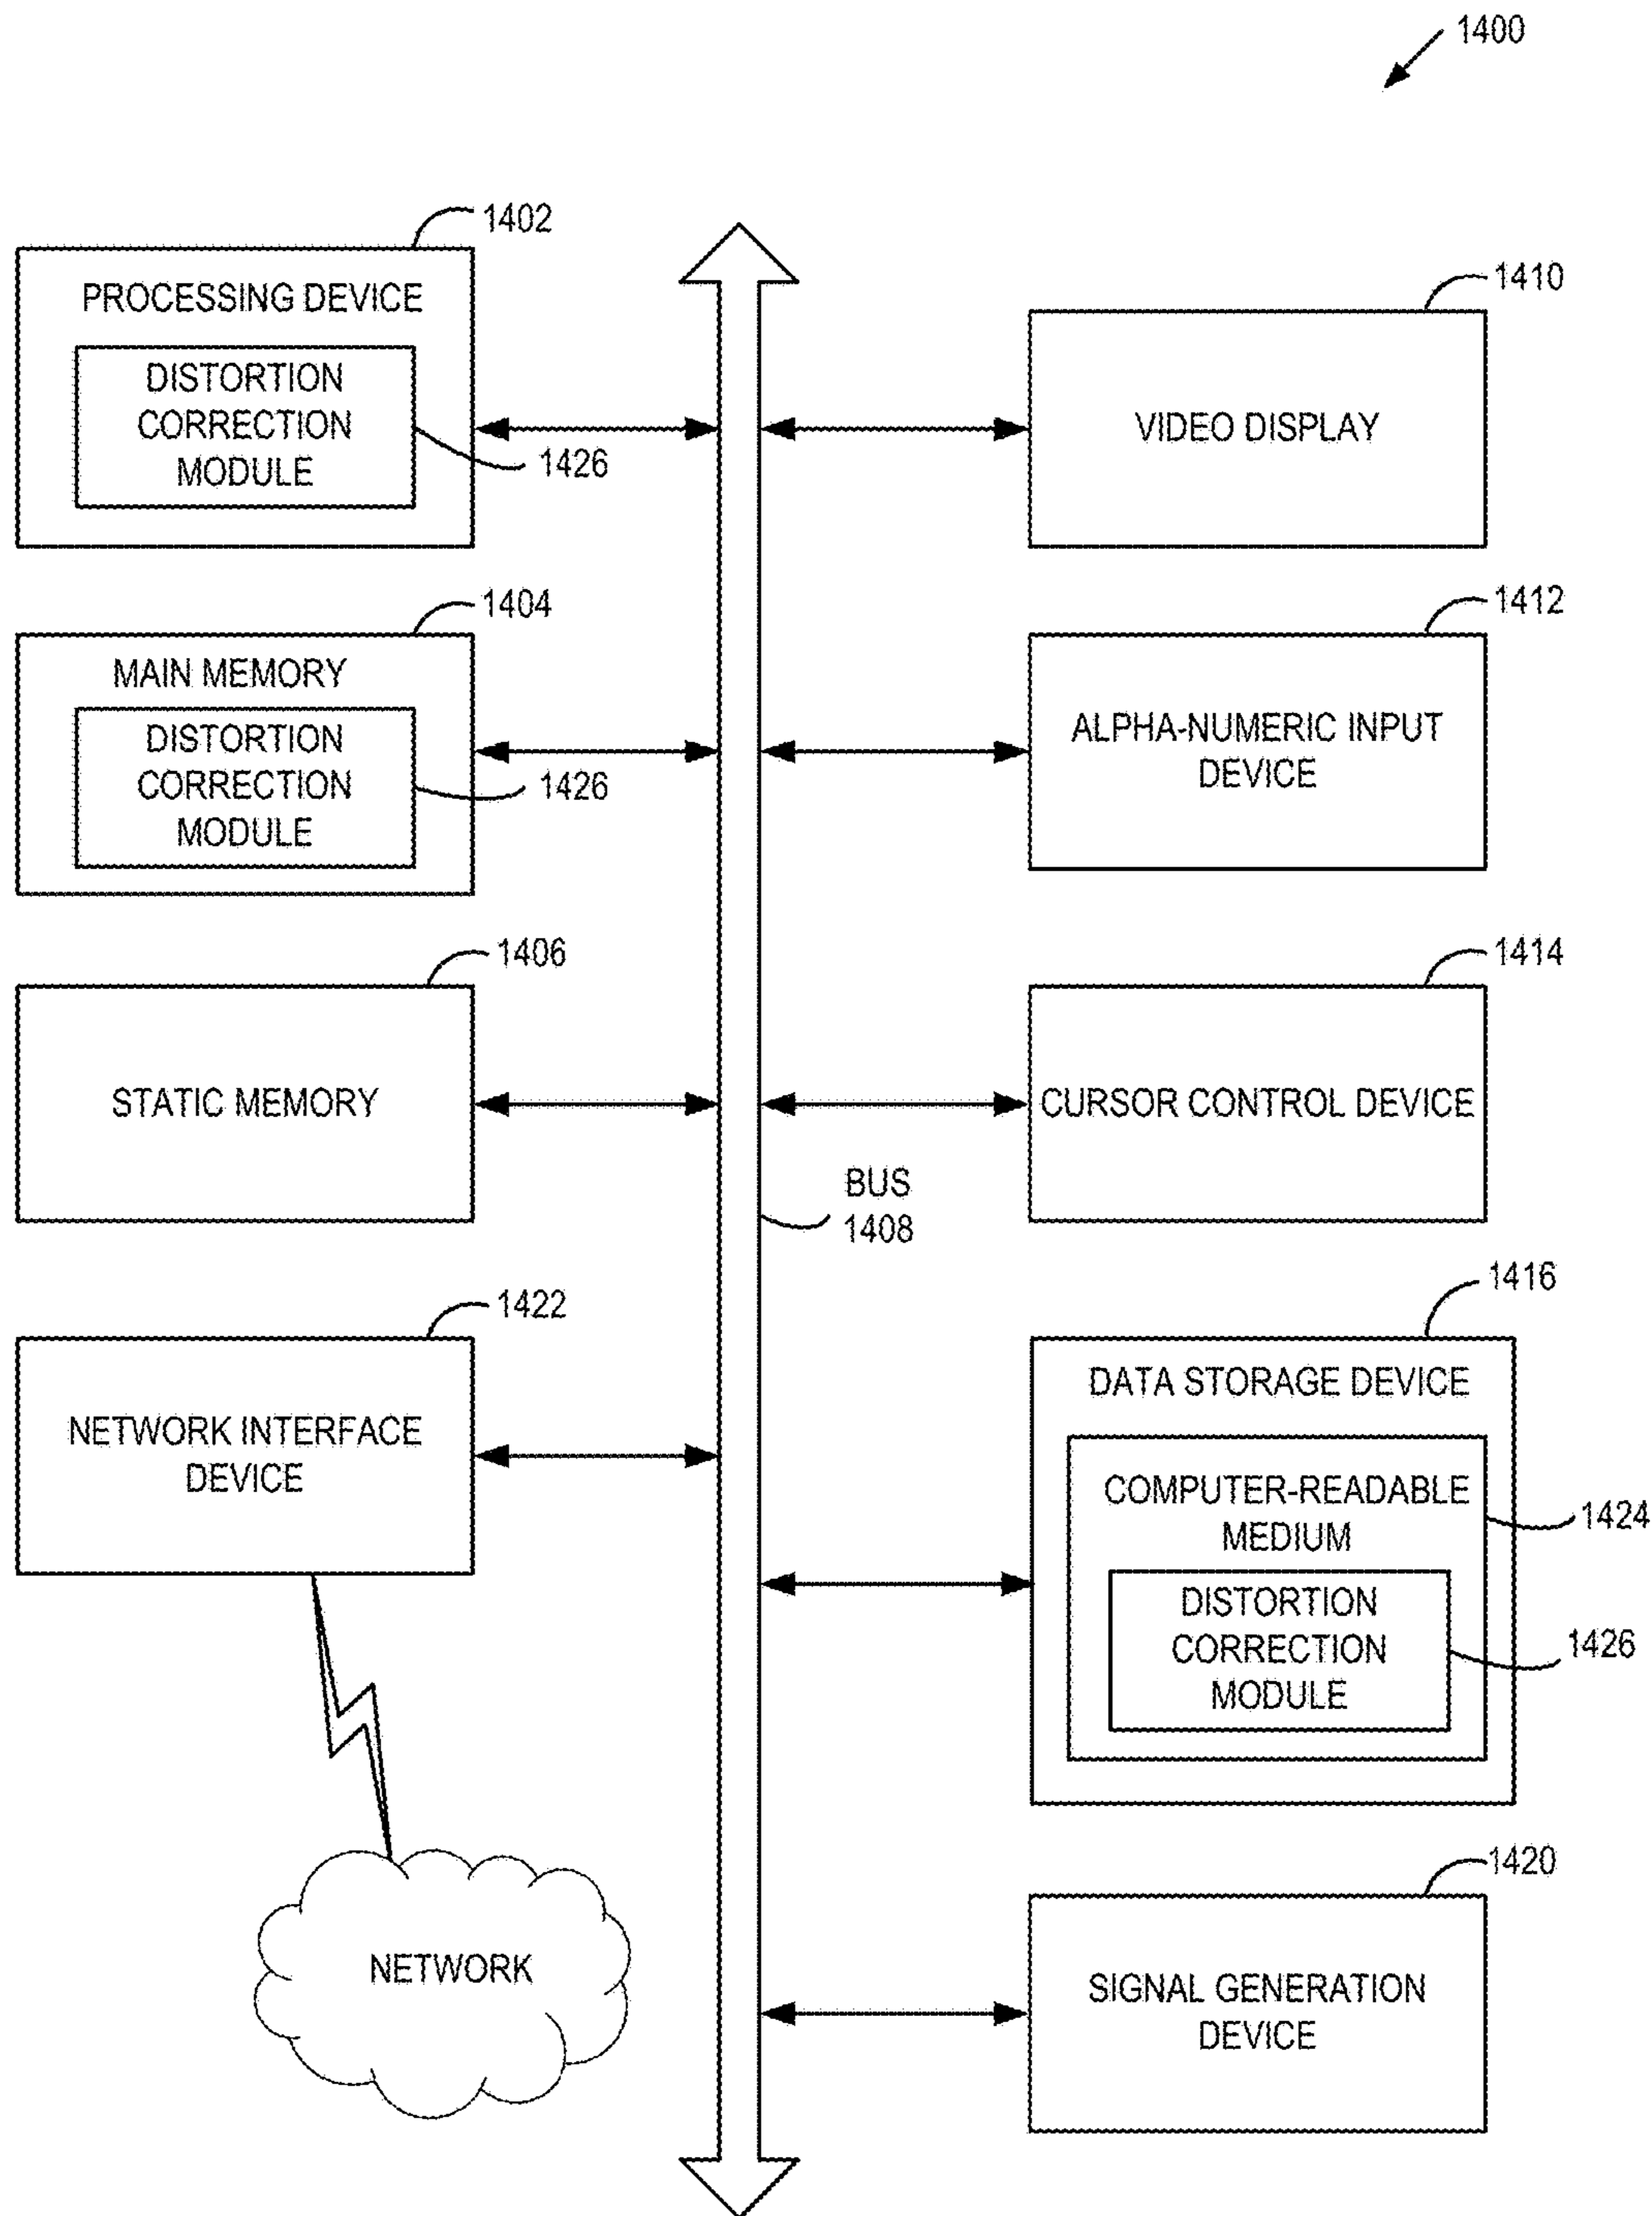 1400
1402
PROCESSING DEVICE
DISTORTION
CORRECTION
MODULE
1426
1410
VIDEO DISPLAY
1404
MAIN MEMORY
DISTORTION
CORRECTION
MODULE
1426
1412
ALPHA-NUMERIC INPUT
DEVICE
1406
STATIC MEMORY
1414
CURSOR CONTROL DEVICE
BUS
1408
1422
NETWORK INTERFACE
DEVICE
1416
DATA STORAGE DEVICE
COMPUTER-READABLE
MEDIUM
1424
DISTORTION
CORRECTION
MODULE
1426
NETWORK
1420
SIGNAL GENERATION
DEVICE